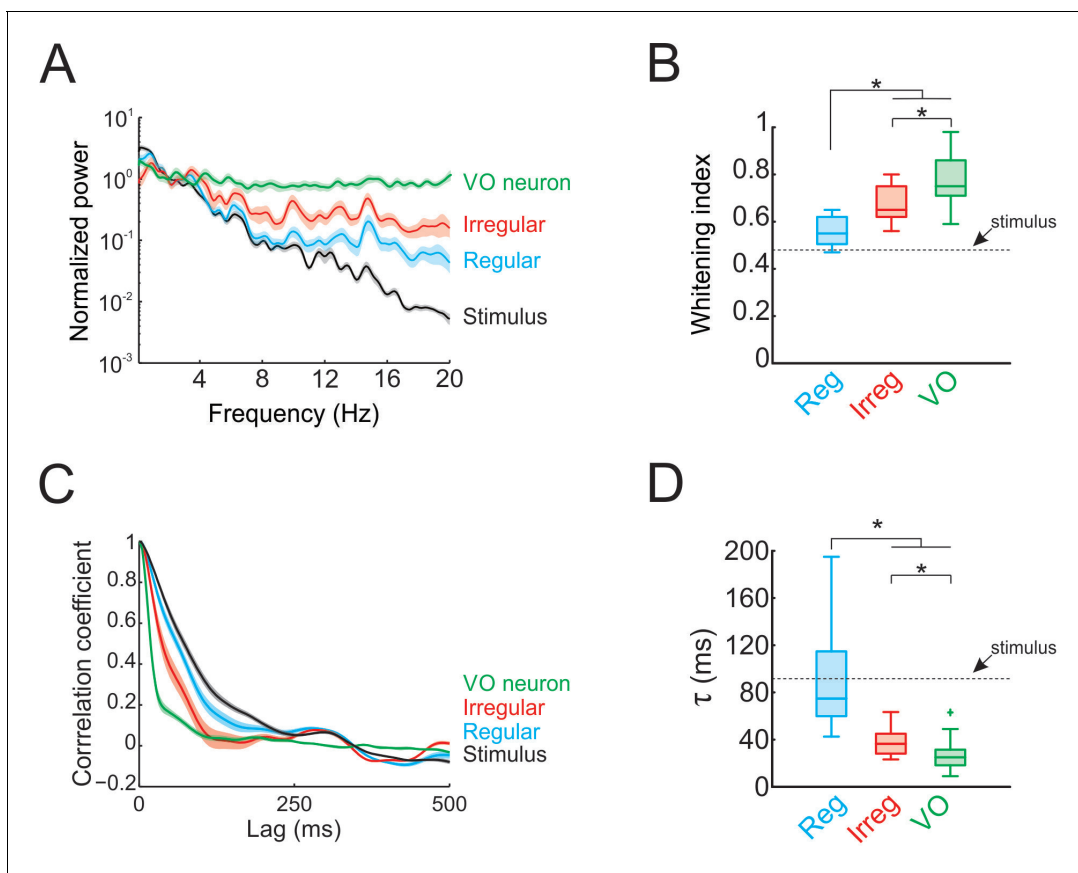 A
Normalized power
10^1
10^0
10^-1
10^-2
10^-3
4 8 12 16 20
Frequency (Hz)
VO neuron
Irregular
Regular
Stimulus
B
Whitening index
1
0.8
0.6
0.4
0.2
0
*
*
stimulus
Reg Irreg VO
C
Corrrelation coefficient
1
0.8
0.6
0.4
0.2
0
−0.2
0 250 500
Lag (ms)
VO neuron
Irregular
Regular
Stimulus
D
τ (ms)
200
160
120
80
40
0
*
*
stimulus
Reg Irreg VO